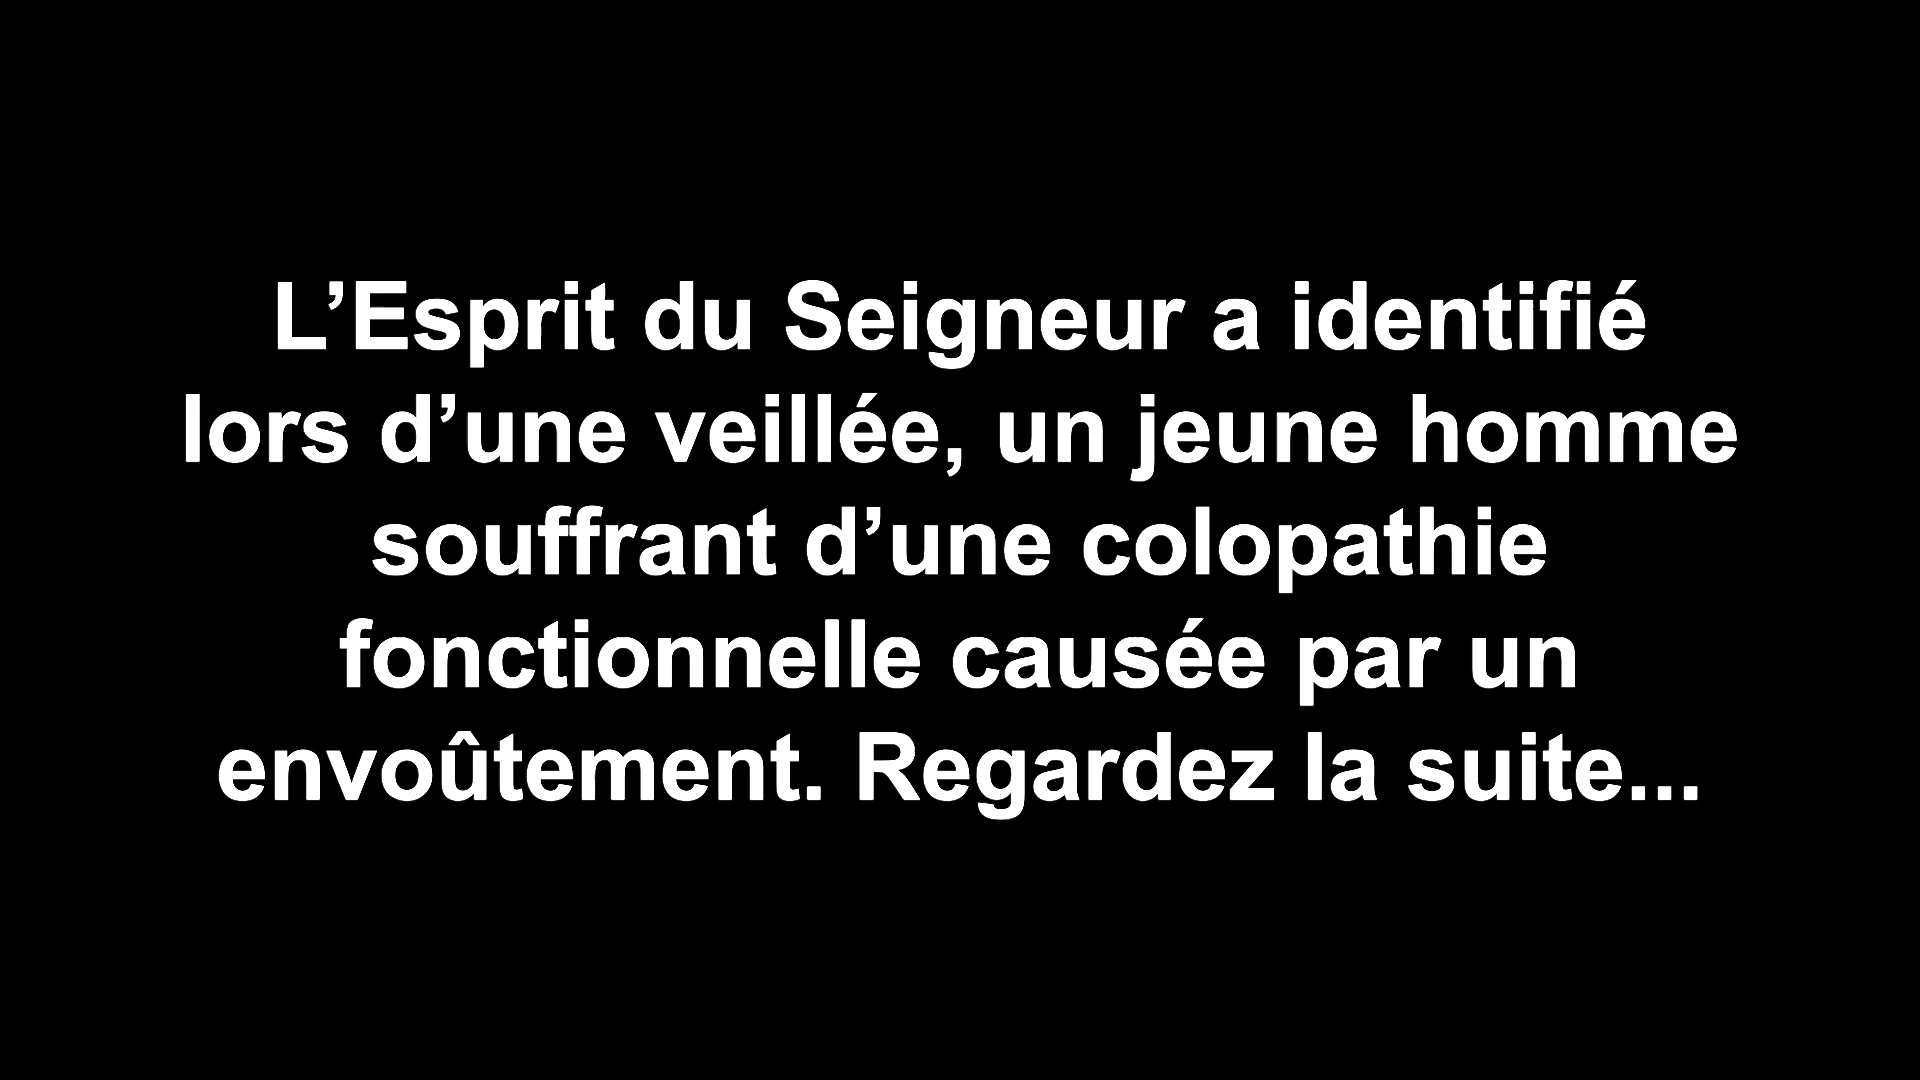 L’Esprit du Seigneur a identifié
lors d’une veillée, un jeune homme
souffrant d’une colopathie
fonctionnelle causée par un
envoûtement. Regardez la suite...